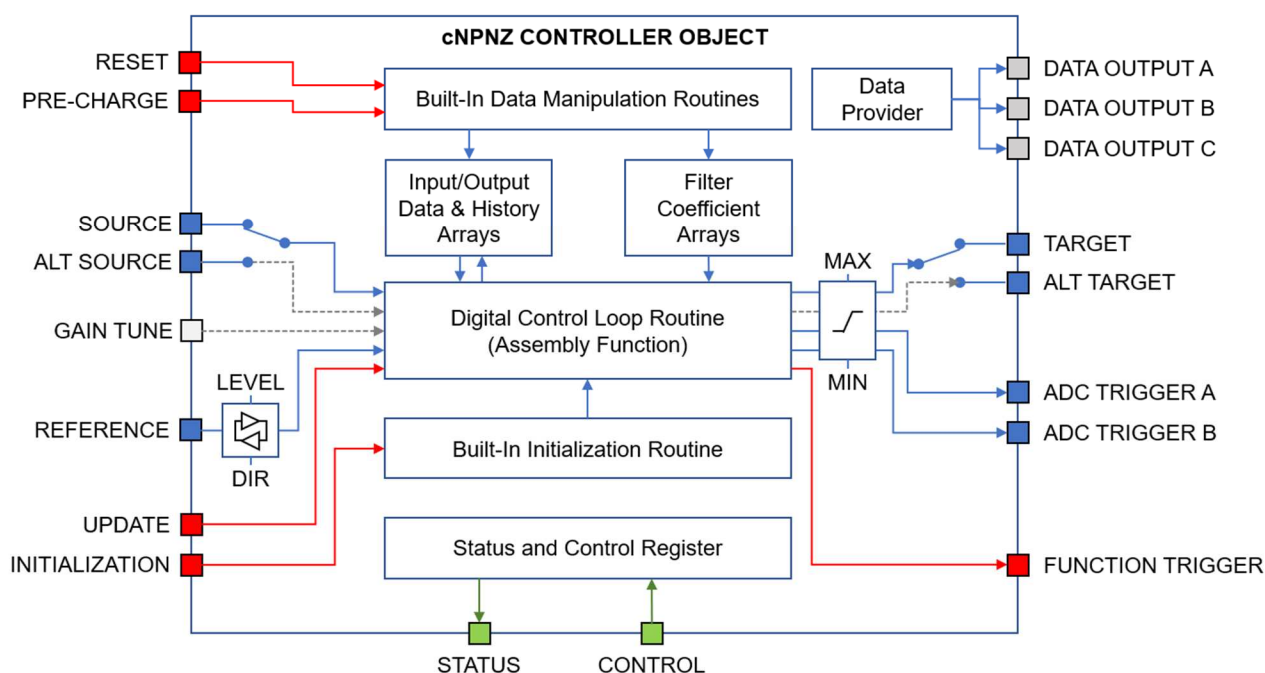 cNPNZ CONTROLLER OBJECT
RESET
PRE-CHARGE
Built-In Data Manipulation Routines
Data
Provider
DATA OUTPUT A
DATA OUTPUT B
DATA OUTPUT C
Input/Output
Data & History
Arrays
Filter
Coefficient
Arrays
SOURCE
ALT SOURCE
GAIN TUNE
Digital Control Loop Routine
(Assembly Function)
MAX
MIN
TARGET
ALT TARGET
LEVEL
REFERENCE
DIR
ADC TRIGGER A
ADC TRIGGER B
Built-In Initialization Routine
UPDATE
INITIALIZATION
Status and Control Register
FUNCTION TRIGGER
STATUS
CONTROL